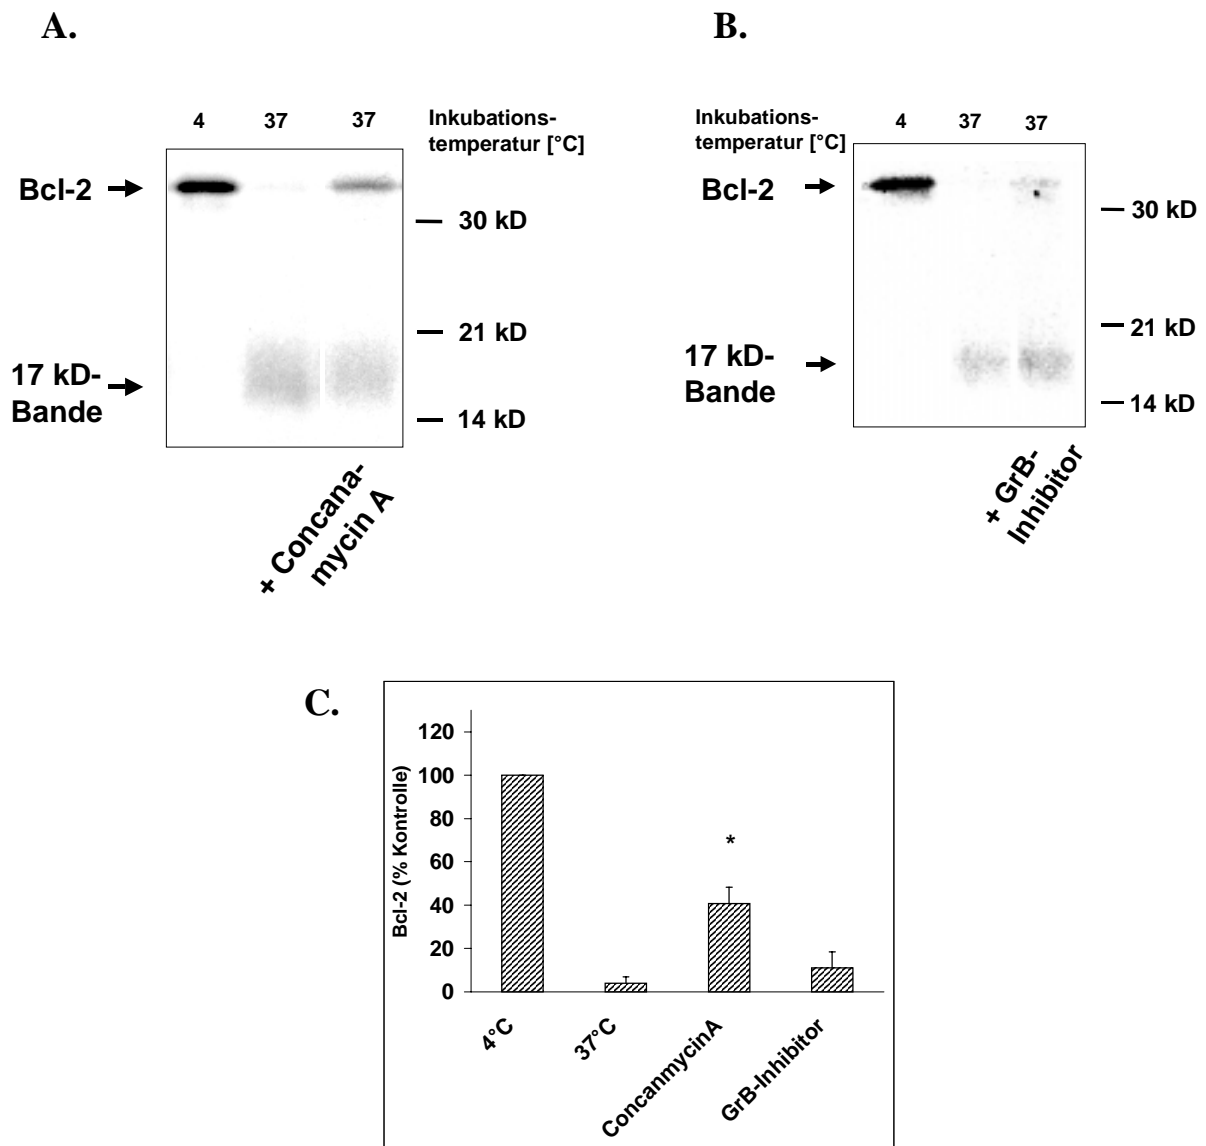 A.
4 37 37
Inkubations-
temperatur [°C]
Bcl-2
30 kD
21 kD
17 kD-
Bande
14 kD
+ Concana-
mycin A
B.
Inkubations-
temperatur [°C]
4 37 37
Bcl-2
30 kD
21 kD
17 kD-
Bande
14 kD
+ GrB-
Inhibitor
C.
Bcl-2 (% Kontrolle)
120
100
80
60
40
20
0
*
4°C
37°C
ConcanmycinA
GrB-Inhibitor